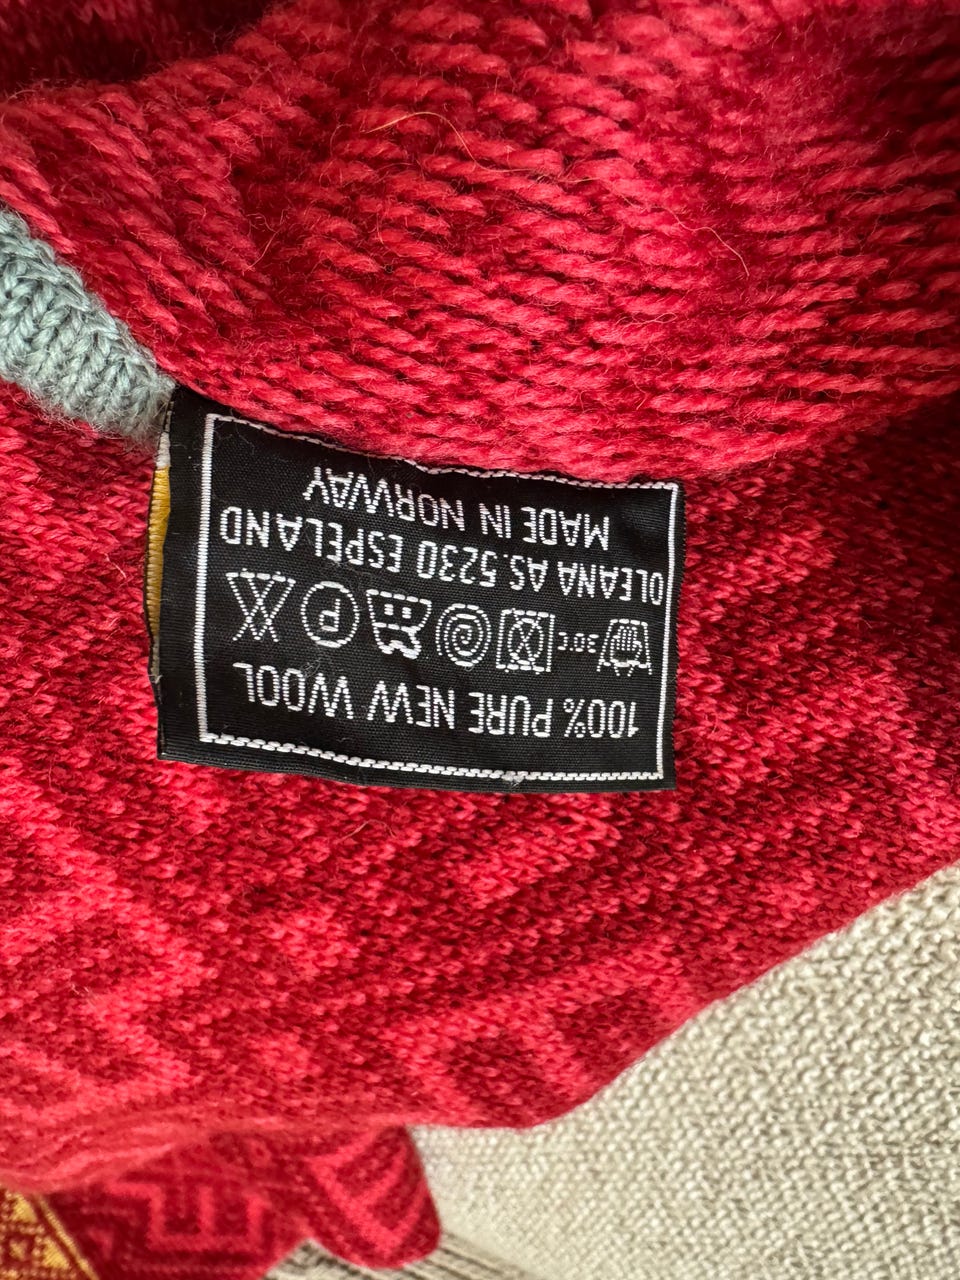 100% PURE NEW WOOL
30°C P
OLEANA AS. 5230 ESPELAND
MADE IN NORWAY